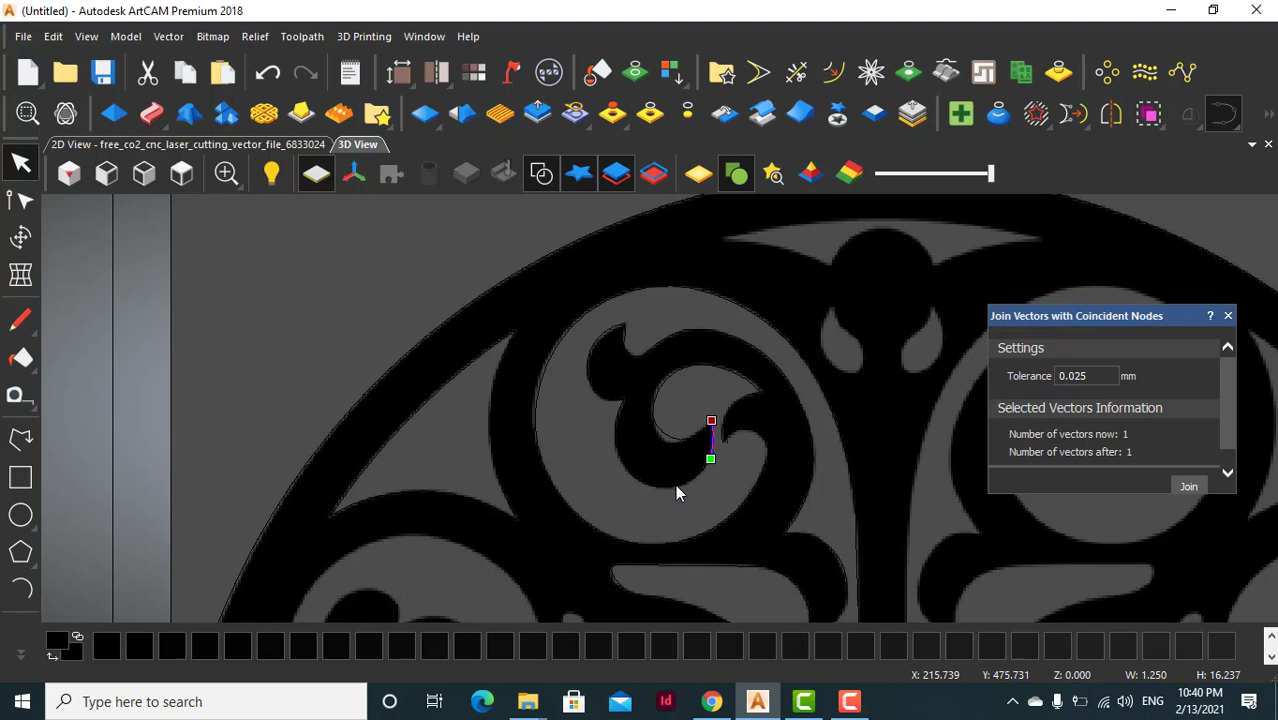 (Untitled) - Autodesk ArtCAM Premium 2018
File Edit View Model Vector Bitmap Relief Toolpath 3D Printing Window Help
2D View - free_co2_cnc_laser_cutting_vector_file_6833024 3D View
Join Vectors with Coincident Nodes ?
Settings
Tolerance 0.025 mm
Selected Vectors Information
Number of vectors now: 1
Number of vectors after: 1
Join
X: 215.739 Y: 475.731 Z: 0.000 W: 1.250 H: 16.237
Type here to search
Id
ENG
10:40 PM
2/13/2021